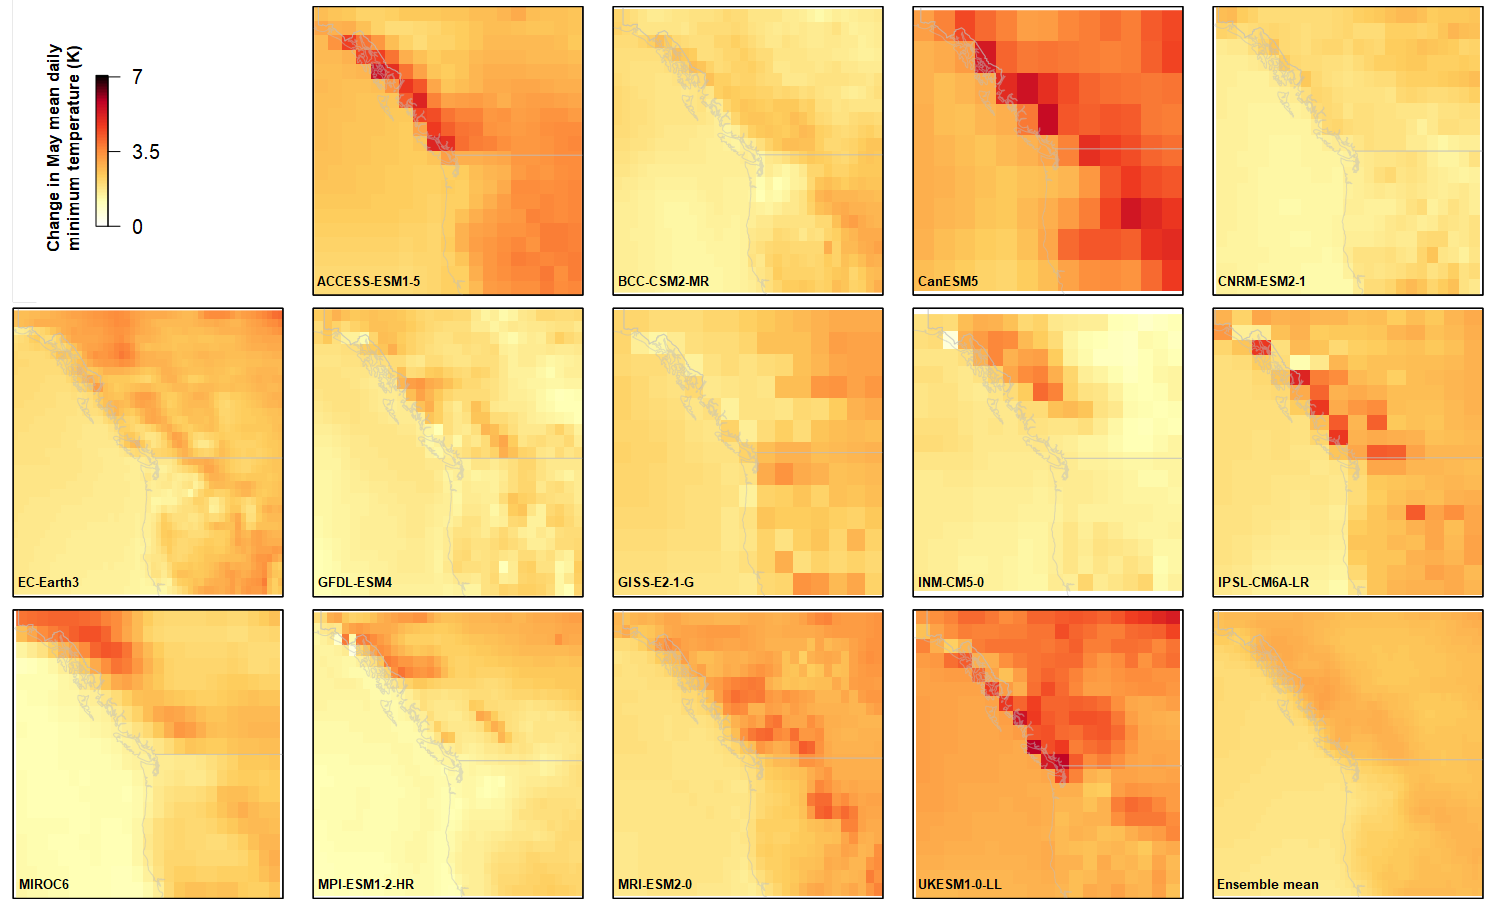 Change in May mean daily
minimum temperature (K)
7
3.5
0
ACCESS-ESM1-5
BCC-CSM2-MR
CanESM5
CNRM-ESM2-1
EC-Earth3
GFDL-ESM4
GISS-E2-1-G
INM-CM5-0
IPSL-CM6A-LR
MIROC6
MPI-ESM1-2-HR
MRI-ESM2-0
UKESM1-0-LL
Ensemble mean